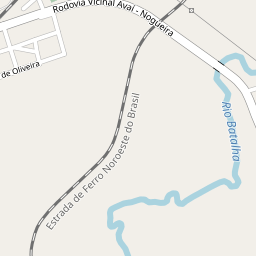 Rodovia Vicinal Avaí - Nogueira
de Oliveira
Rio Batalha
Estrada de Ferro Noroeste do Brasil